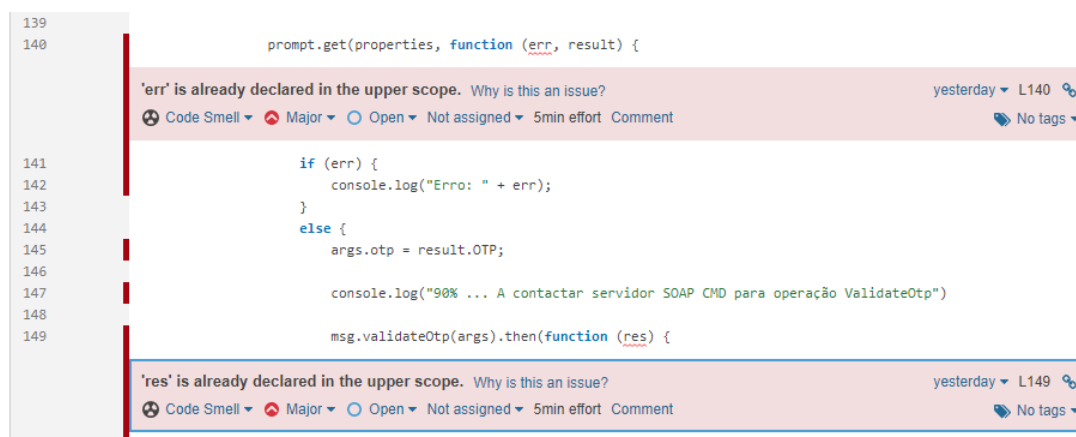 139
140 prompt.get(properties, function (err, result) {
'err' is already declared in the upper scope. Why is this an issue? yesterday L140
Code Smell Major Open Not assigned 5min effort Comment No tags
141 if (err) {
142 console.log("Erro: " + err);
143 }
144 else {
145 args.otp = result.OTP;
146
147 console.log("90% ... A contactar servidor SOAP CMD para operação ValidateOtp")
148
149 msg.validateOtp(args).then(function (res) {
'res' is already declared in the upper scope. Why is this an issue? yesterday L149
Code Smell Major Open Not assigned 5min effort Comment No tags